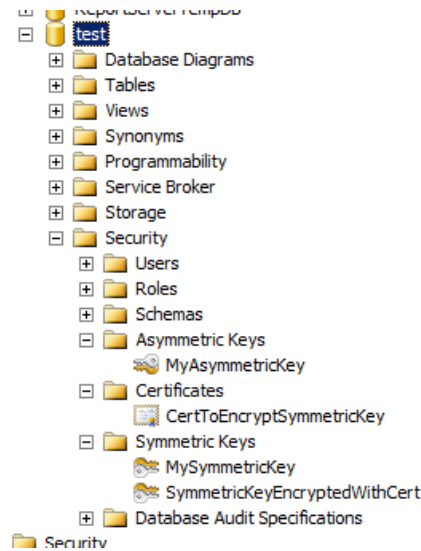 ReportServerTempDB
test
Database Diagrams
Tables
Views
Synonyms
Programmability
Service Broker
Storage
Security
Users
Roles
Schemas
Asymmetric Keys
MyAsymmetricKey
Certificates
CertToEncryptSymmetricKey
Symmetric Keys
MySymmetricKey
SymmetricKeyEncryptedWithCert
Database Audit Specifications
Security